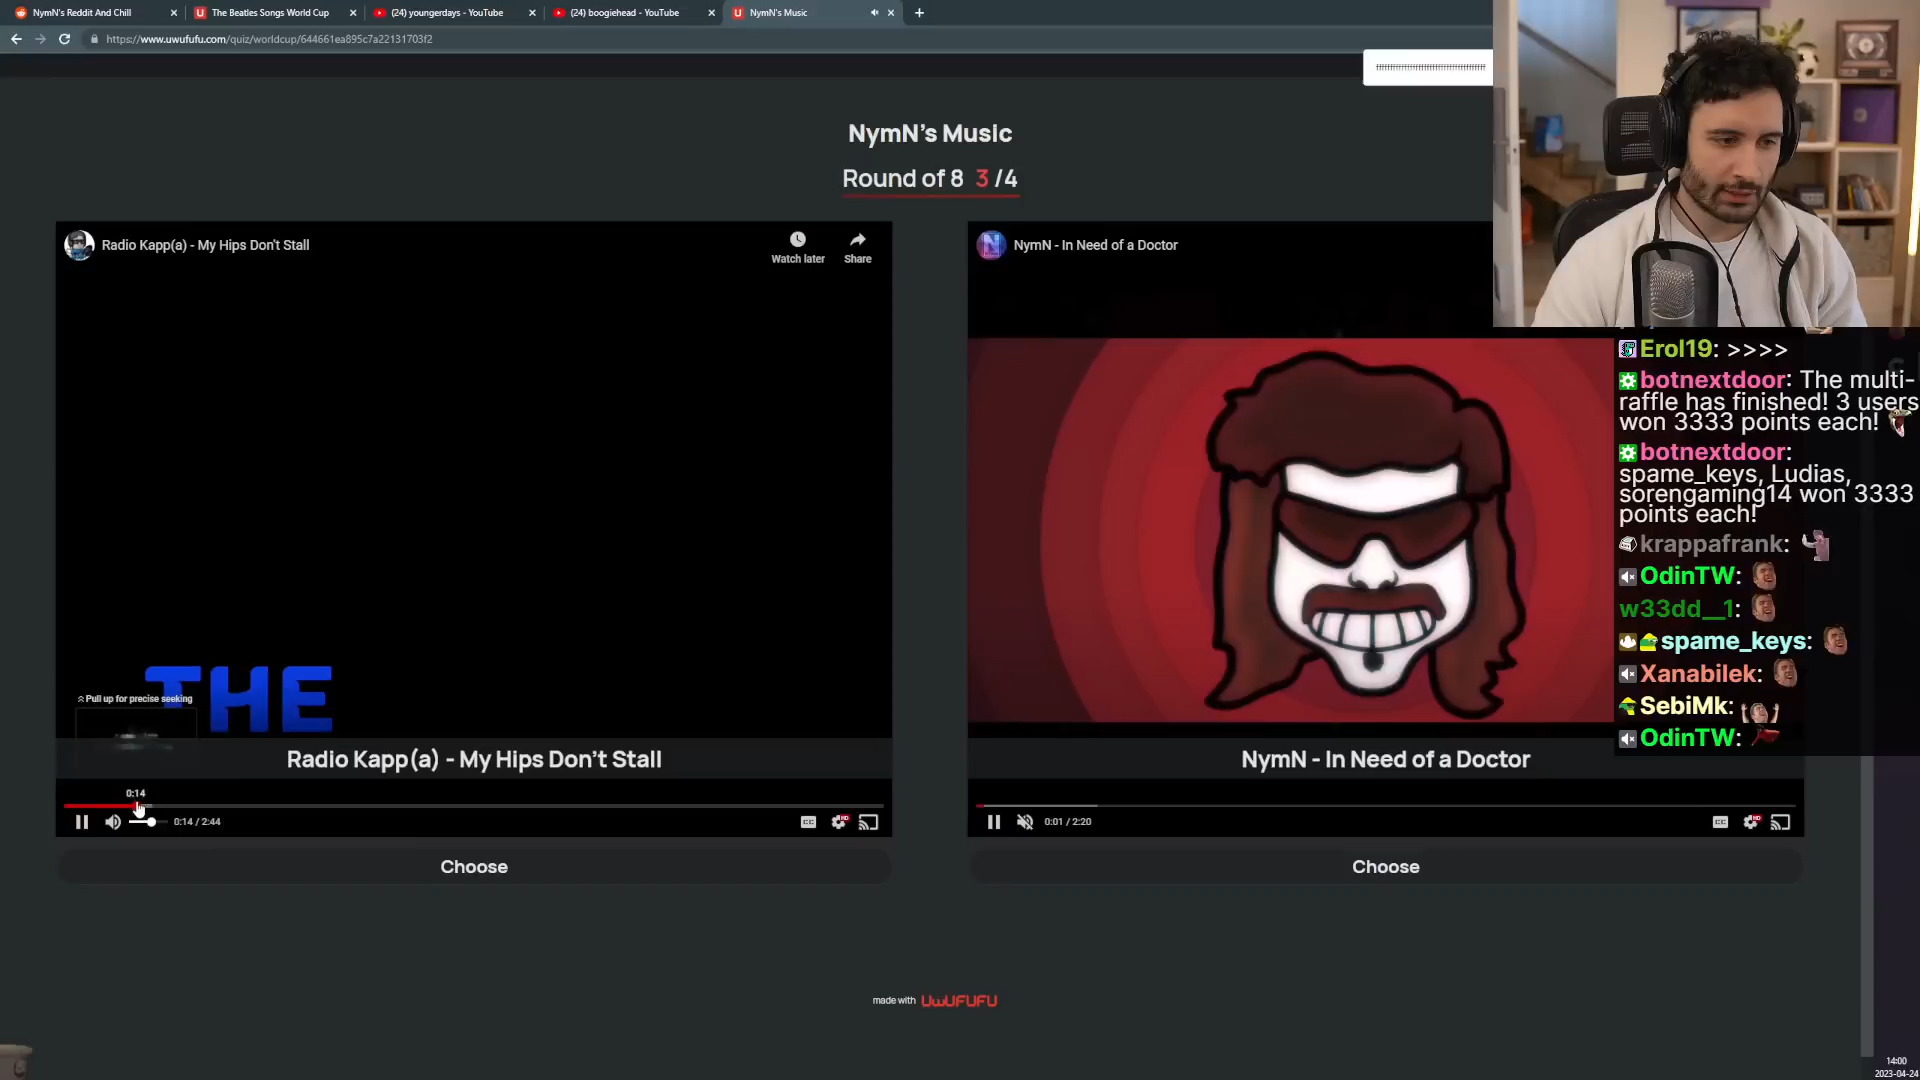 NymN's Reddit And Chill
The Beatles Songs World Cup
(24) youngerdays - YouTube
(24) boogiehead - YouTube
NymN's Music
https://www.uwufufu.com/quiz/worldcup/644661ea895c7a22131703f2
NymN's Music
Round of 8 3 /4
Radio Kapp(a) - My Hips Don't Stall
Watch later
Share
NymN - In Need of a Doctor
THE
Pull up for precise seeking
Radio Kapp(a) - My Hips Don't Stall
NymN - In Need of a Doctor
0:14
0:14 / 2:44
CC
HD
0:01 / 2:20
CC
HD
Choose
Choose
made with UwUFUFU
Erol19: >>>>
botnextdoor: The multi-
raffle has finished! 3 users
won 3333 points each!
botnextdoor:
spame_keys, Ludias,
sorengaming14 won 3333
points each!
krappafrank:
OdinTW:
w33dd__1:
spame_keys:
Xanabilek:
SebiMk:
OdinTW:
14:00
2023-04-24